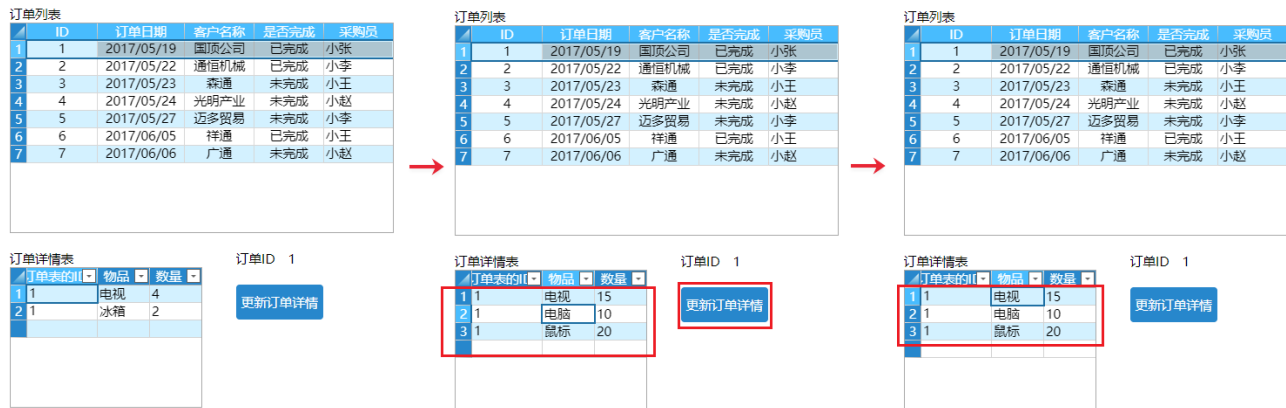 订单列表
ID 订单日期 客户名称 是否完成 采购员
1 1 2017/05/19 国顶公司 已完成 小张
2 2 2017/05/22 通恒机械 已完成 小李
3 3 2017/05/23 森通 未完成 小王
4 4 2017/05/24 光明产业 未完成 小赵
5 5 2017/05/27 迈多贸易 未完成 小李
6 6 2017/06/05 祥通 已完成 小王
7 7 2017/06/06 广通 未完成 小赵
订单详情表
订单表的ID 物品 数量
1 1 电视 4
2 1 冰箱 2
订单ID 1
更新订单详情
订单列表
ID 订单日期 客户名称 是否完成 采购员
1 1 2017/05/19 国顶公司 已完成 小张
2 2 2017/05/22 通恒机械 已完成 小李
3 3 2017/05/23 森通 未完成 小王
4 4 2017/05/24 光明产业 未完成 小赵
5 5 2017/05/27 迈多贸易 未完成 小李
6 6 2017/06/05 祥通 已完成 小王
7 7 2017/06/06 广通 未完成 小赵
订单详情表
订单表的ID 物品 数量
1 1 电视 15
2 1 电脑 10
3 1 鼠标 20
订单ID 1
更新订单详情
订单列表
ID 订单日期 客户名称 是否完成 采购员
1 1 2017/05/19 国顶公司 已完成 小张
2 2 2017/05/22 通恒机械 已完成 小李
3 3 2017/05/23 森通 未完成 小王
4 4 2017/05/24 光明产业 未完成 小赵
5 5 2017/05/27 迈多贸易 未完成 小李
6 6 2017/06/05 祥通 已完成 小王
7 7 2017/06/06 广通 未完成 小赵
订单详情表
订单表的ID 物品 数量
1 1 电视 15
2 1 电脑 10
3 1 鼠标 20
订单ID 1
更新订单详情